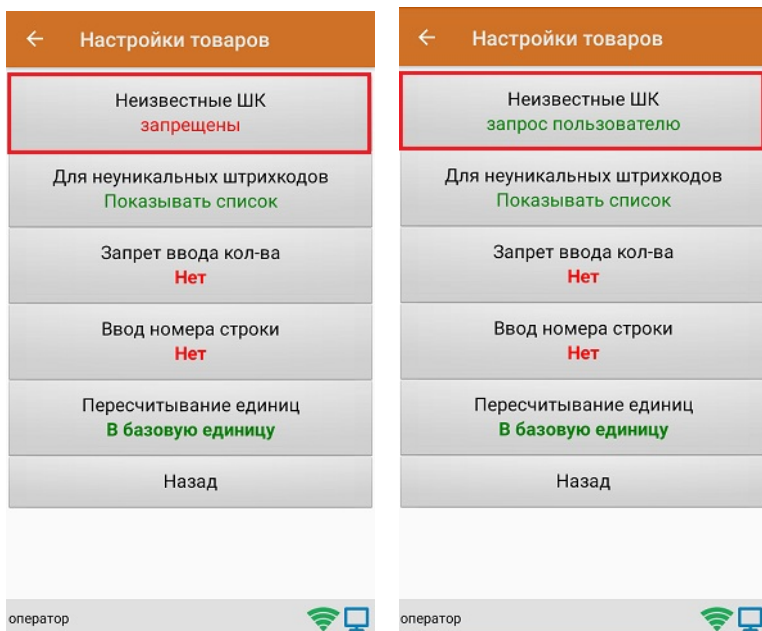 Настройки товаров
Неизвестные ШК
запрещены
Для неуникальных штрихкодов
Показывать список
Запрет ввода кол-ва
Нет
Ввод номера строки
Нет
Пересчитывание единиц
В базовую единицу
Назад
оператор
Настройки товаров
Неизвестные ШК
запрос пользователю
Для неуникальных штрихкодов
Показывать список
Запрет ввода кол-ва
Нет
Ввод номера строки
Нет
Пересчитывание единиц
В базовую единицу
Назад
оператор